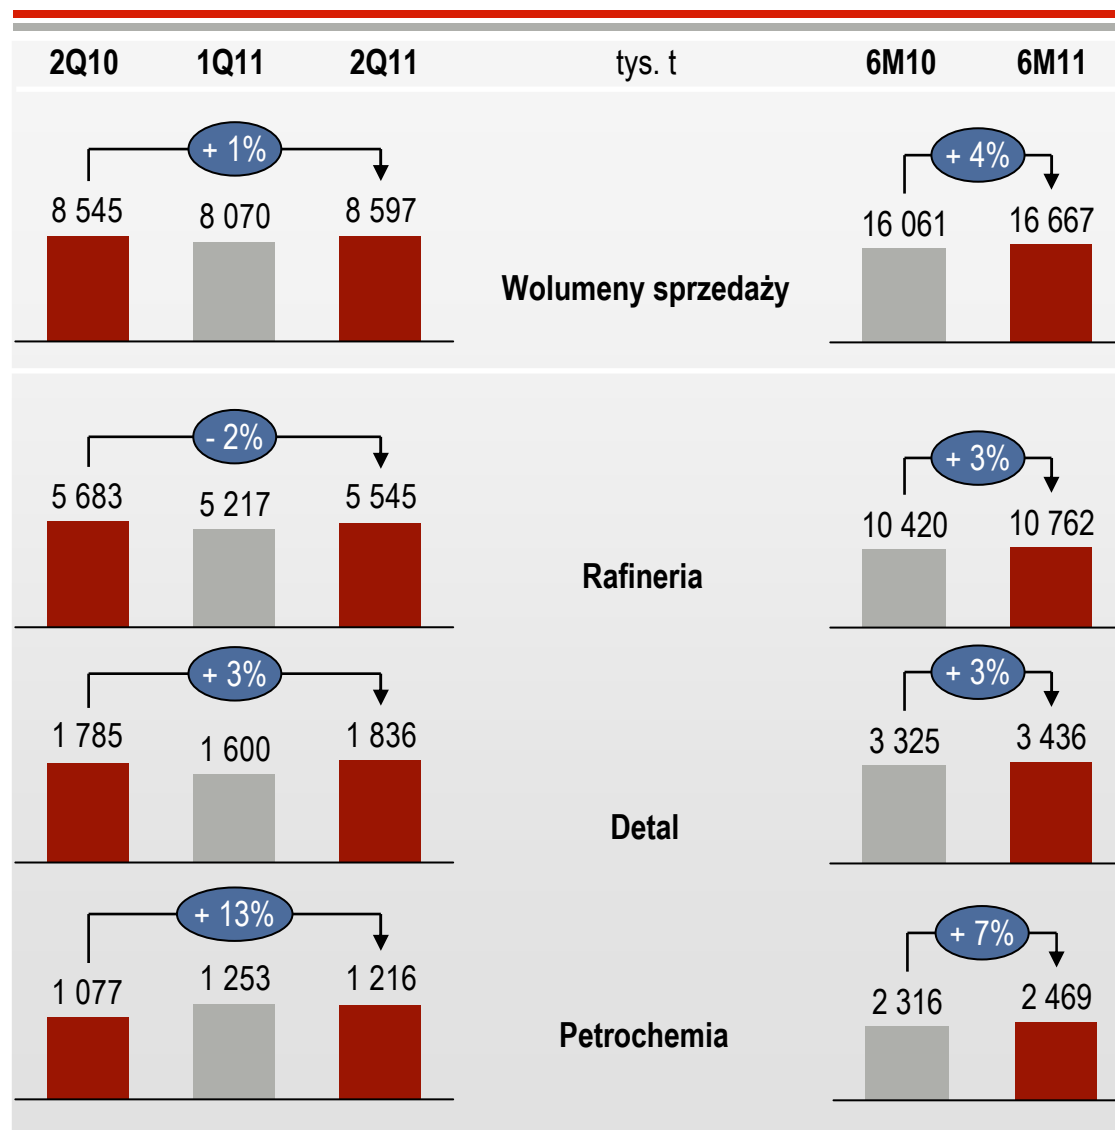 2Q10 1Q11 2Q11 tys. t 6M10 6M11
+ 1% + 4%
8 545 8 070 8 597 16 061 16 667
Wolumeny sprzedaży
- 2% + 3%
5 683 5 217 5 545 10 420 10 762
Rafineria
+ 3% + 3%
1 785 1 600 1 836 3 325 3 436
Detal
+ 13% + 7%
1 077 1 253 1 216 2 316 2 469
Petrochemia